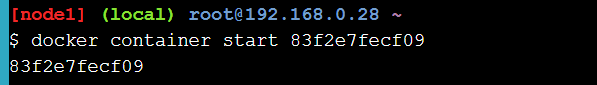 [node1] (local) root@192.168.0.28 ~
$ docker container start 83f2e7fecf09
83f2e7fecf09